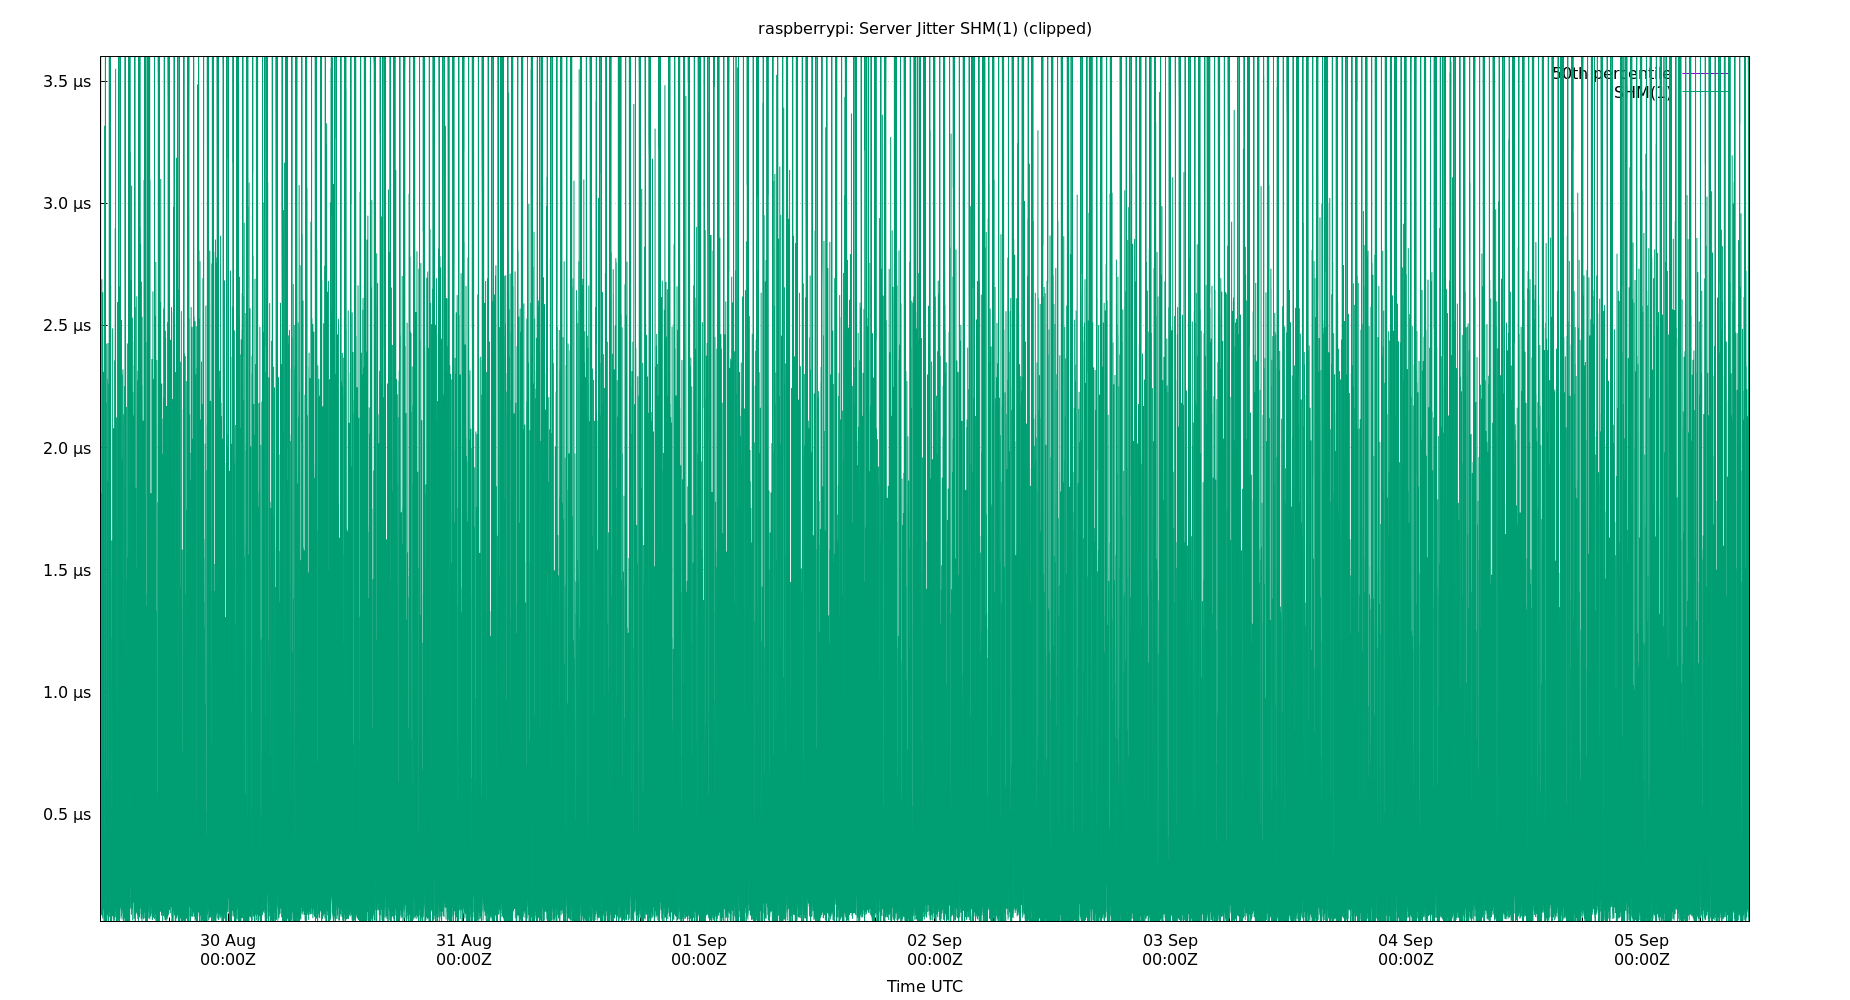 raspberrypi: Server Jitter SHM(1) (clipped)
50th percentile
SHM(1)
3.5 µs
3.0 µs
2.5 µs
2.0 µs
1.5 µs
1.0 µs
0.5 µs
30 Aug 31 Aug 01 Sep 02 Sep 03 Sep 04 Sep 05 Sep
00:00Z 00:00Z 00:00Z 00:00Z 00:00Z 00:00Z 00:00Z
Time UTC